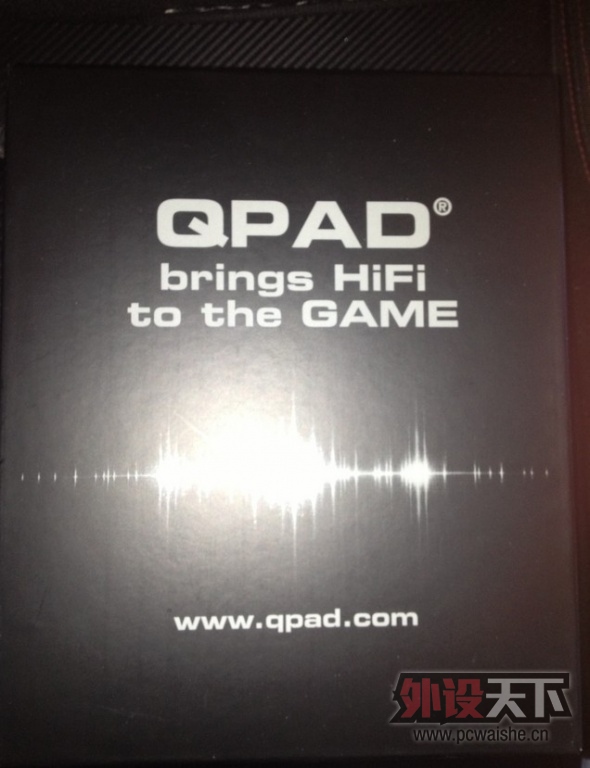 QPAD®
brings HiFi
to the GAME
www.qpad.com
外设天下
www.pcwaishe.cn